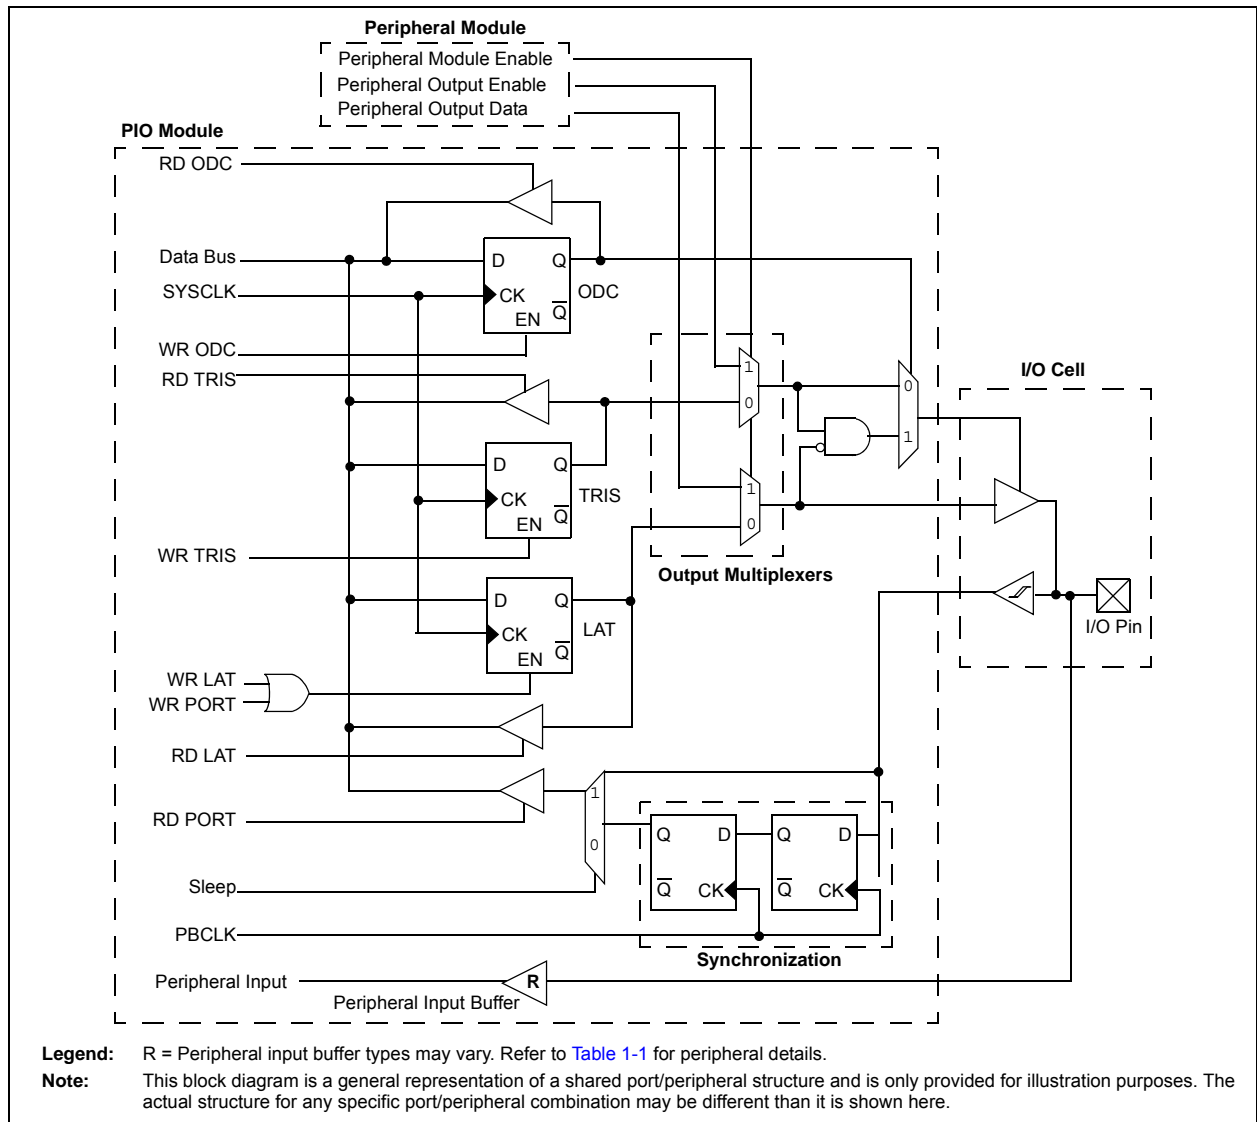 Peripheral Module
Peripheral Module Enable
Peripheral Output Enable
Peripheral Output Data
PIO Module
RD ODC
Data Bus
D Q
SYSCLK
CK
ODC
EN Q
WR ODC
RD TRIS
1
0
I/O Cell
0
1
D Q
CK
TRIS
EN Q
1
0
WR TRIS
Output Multiplexers
D Q
CK
LAT
EN Q
I/O Pin
WR LAT
WR PORT
RD LAT
1
RD PORT
0
Q D
Q D
Sleep
Q CK
Q CK
PBCLK
Synchronization
Peripheral Input
R
Peripheral Input Buffer
Legend: R = Peripheral input buffer types may vary. Refer to Table 1-1 for peripheral details.
Note: This block diagram is a general representation of a shared port/peripheral structure and is only provided for illustration purposes. The
actual structure for any specific port/peripheral combination may be different than it is shown here.